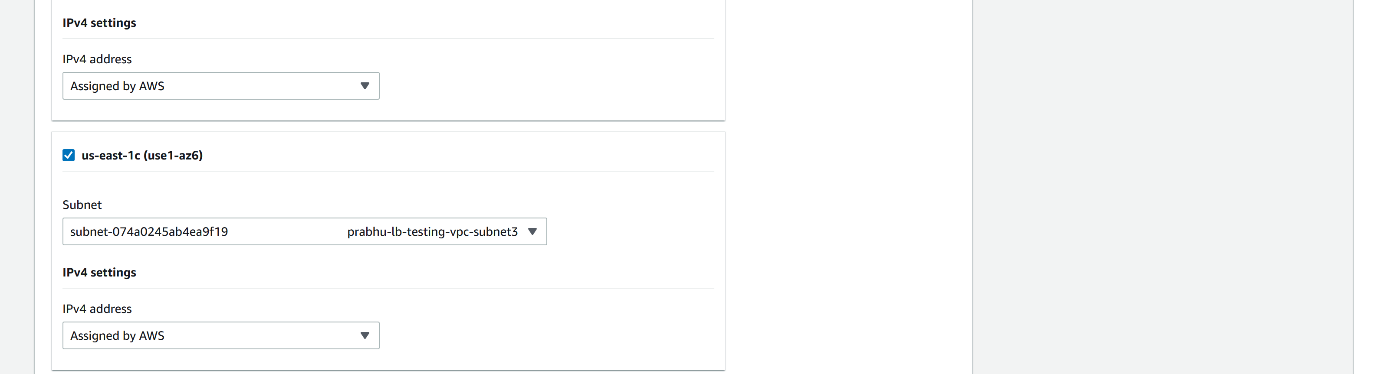 IPv4 settings
IPv4 address
Assigned by AWS
us-east-1c (use1-az6)
Subnet
subnet-074a0245ab4ea9f19 prabhu-lb-testing-vpc-subnet3
IPv4 settings
IPv4 address
Assigned by AWS